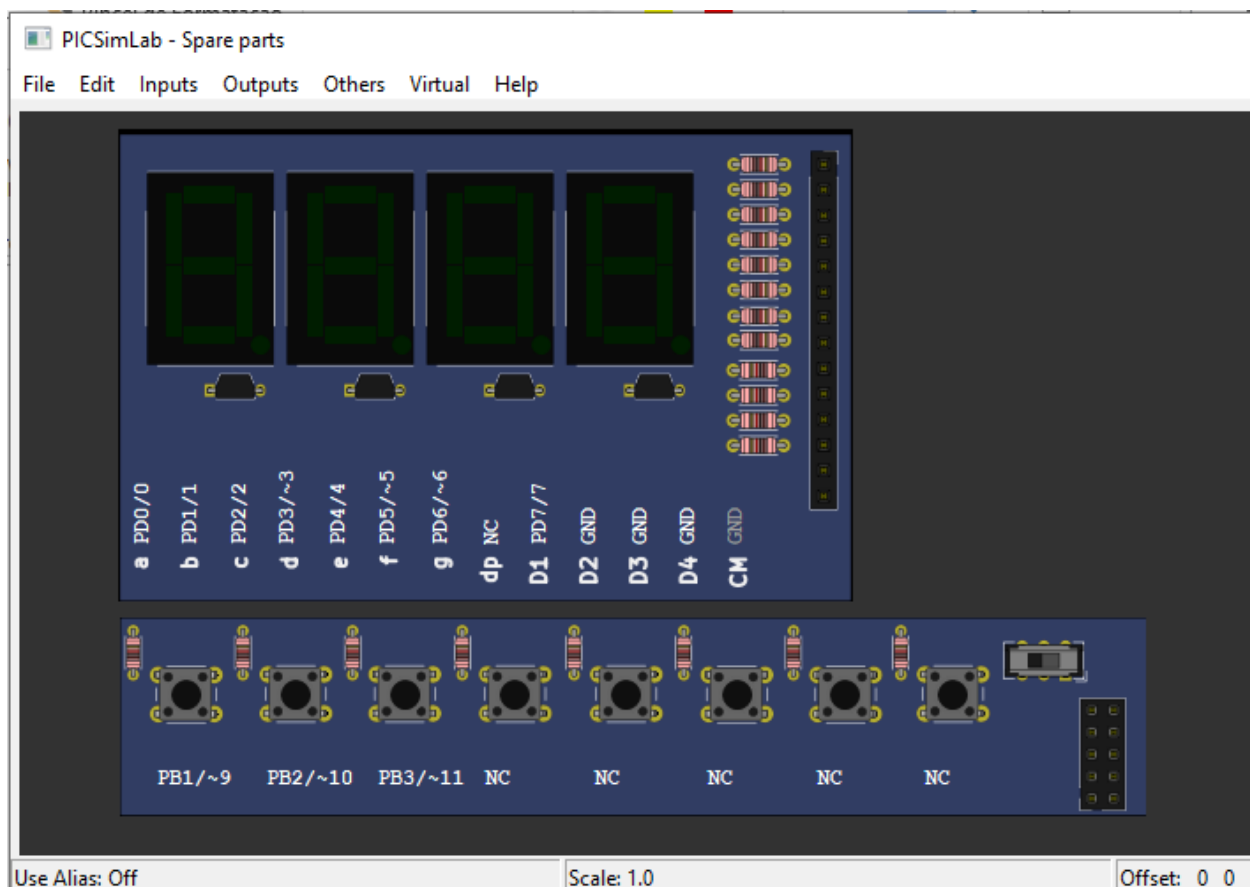 Pincel de Formatação
PICSimLab - Spare parts
File Edit Inputs Outputs Others Virtual Help
a PD0/0
b PD1/1
c PD2/2
d PD3/~3
e PD4/4
f PD5/~5
g PD6/~6
dp NC
D1 PD7/7
D2 GND
D3 GND
D4 GND
CM GND
PB1/~9 PB2/~10 PB3/~11 NC NC NC NC NC
Use Alias: Off Scale: 1.0 Offset: 0 0